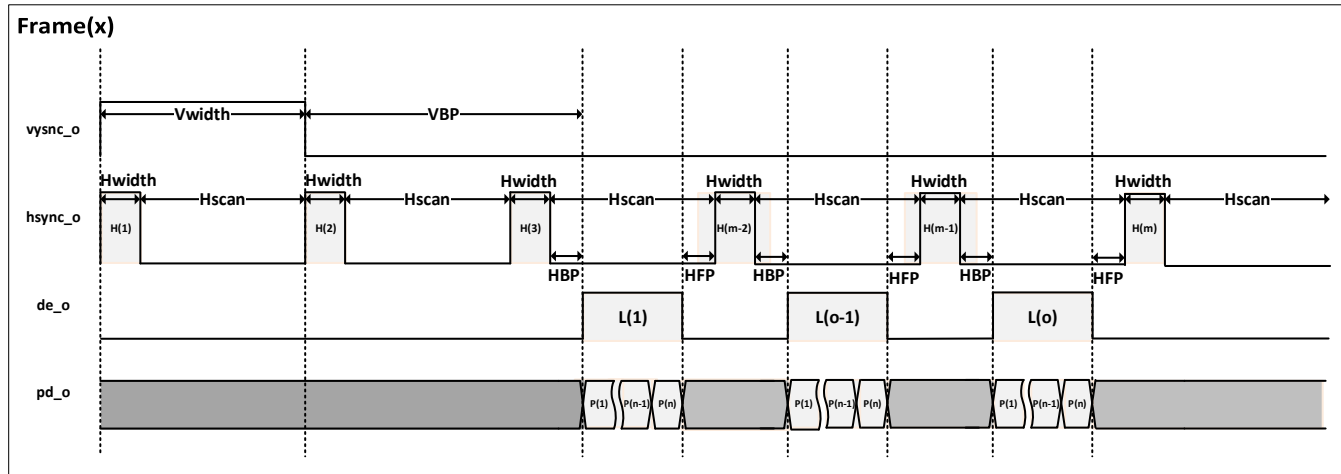 Frame(x)
Vwidth VBP
vysnc_o
Hwidth Hwidth Hwidth Hwidth Hwidth Hwidth
Hscan Hscan Hscan Hscan Hscan Hscan
hsync_o
H(1) H(2) H(3) H(m-2) H(m-1) H(m)
HBP HFP HBP HFP HBP HFP
de_o
L(1) L(o-1) L(o)
pd_o
P(1) P(n-1) P(n) P(1) P(n-1) P(n) P(1) P(n-1) P(n)